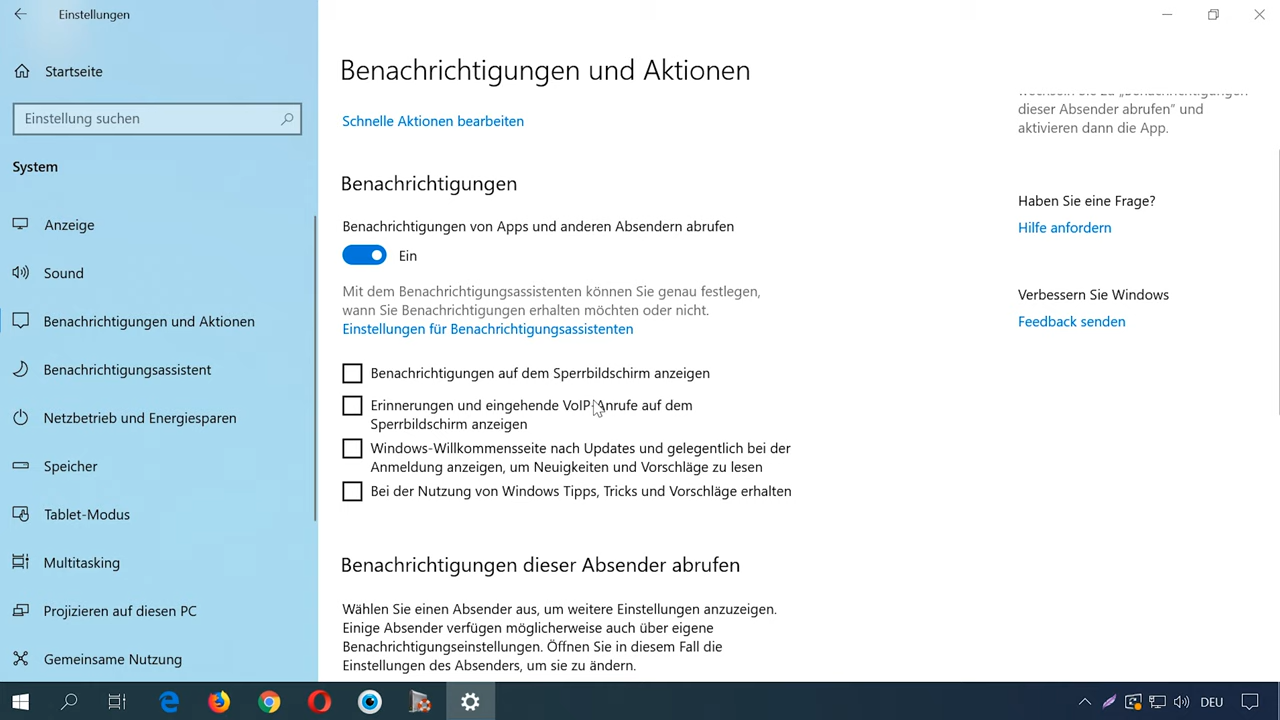 Einstellungen
Startseite
Einstellung suchen
System
Anzeige
Sound
Benachrichtigungen und Aktionen
Benachrichtigungsassistent
Netzbetrieb und Energiesparen
Speicher
Tablet-Modus
Multitasking
Projizieren auf diesen PC
Gemeinsame Nutzung
Benachrichtigungen und Aktionen
Schnelle Aktionen bearbeiten
Benachrichtigungen
Benachrichtigungen von Apps und anderen Absendern abrufen
Ein
Mit dem Benachrichtigungsassistenten können Sie genau festlegen,
wann Sie Benachrichtigungen erhalten möchten oder nicht.
Einstellungen für Benachrichtigungsassistenten
Benachrichtigungen auf dem Sperrbildschirm anzeigen
Erinnerungen und eingehende VoIP-Anrufe auf dem
Sperrbildschirm anzeigen
Windows-Willkommensseite nach Updates und gelegentlich bei der
Anmeldung anzeigen, um Neuigkeiten und Vorschläge zu lesen
Bei der Nutzung von Windows Tipps, Tricks und Vorschläge erhalten
Benachrichtigungen dieser Absender abrufen
Wählen Sie einen Absender aus, um weitere Einstellungen anzuzeigen.
Einige Absender verfügen möglicherweise auch über eigene
Benachrichtigungseinstellungen. Öffnen Sie in diesem Fall die
Einstellungen des Absenders, um sie zu ändern.
wechseln Sie zu „Benachrichtigungen
dieser Absender abrufen“ und
aktivieren dann die App.
Haben Sie eine Frage?
Hilfe anfordern
Verbessern Sie Windows
Feedback senden
DEU